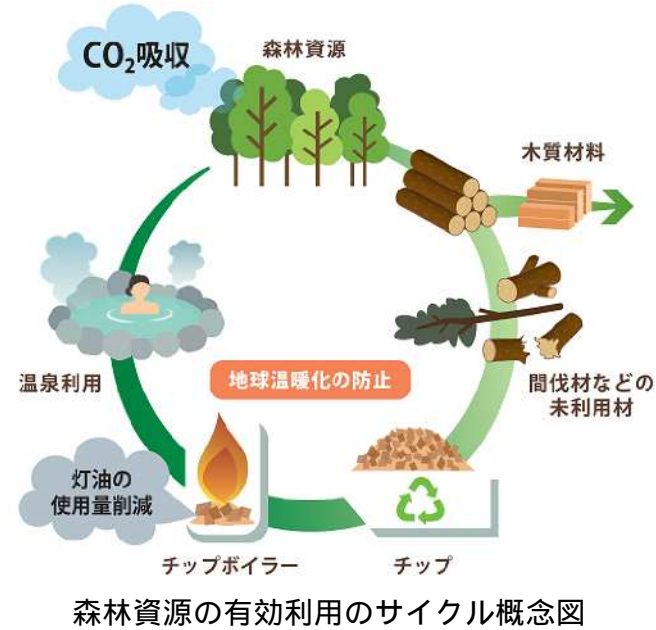 CO₂吸収
森林資源
木質材料
間伐材などの
未利用材
チップ
チップボイラー
灯油の
使用量削減
温泉利用
地球温暖化の防止
森林資源の有効利用のサイクル概念図